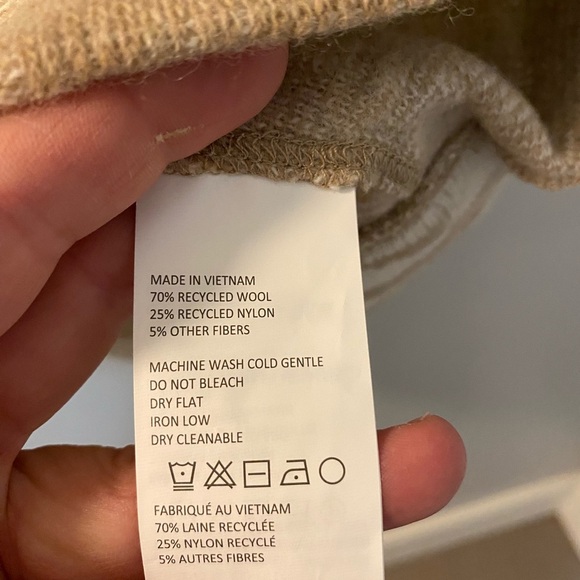 MADE IN VIETNAM
70% RECYCLED WOOL
25% RECYCLED NYLON
5% OTHER FIBERS
MACHINE WASH COLD GENTLE
DO NOT BLEACH
DRY FLAT
IRON LOW
DRY CLEANABLE
FABRIQUÉ AU VIETNAM
70% LAINE RECYCLÉE
25% NYLON RECYCLÉ
5% AUTRES FIBRES